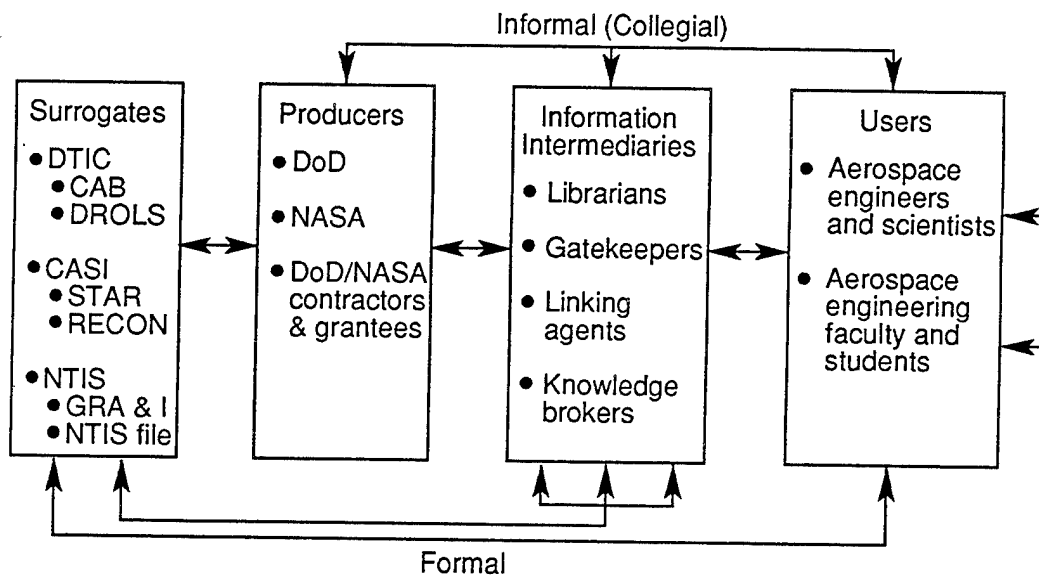 Informal (Collegial)
Surrogates
● DTIC
● CAB
● DROLS
● CASI
● STAR
● RECON
● NTIS
● GRA & I
● NTIS file
Producers
● DoD
● NASA
● DoD/NASA
contractors
& grantees
Information
Intermediaries
● Librarians
● Gatekeepers
● Linking
agents
● Knowledge
brokers
Users
● Aerospace
engineers
and scientists
● Aerospace
engineering
faculty and
students
Formal